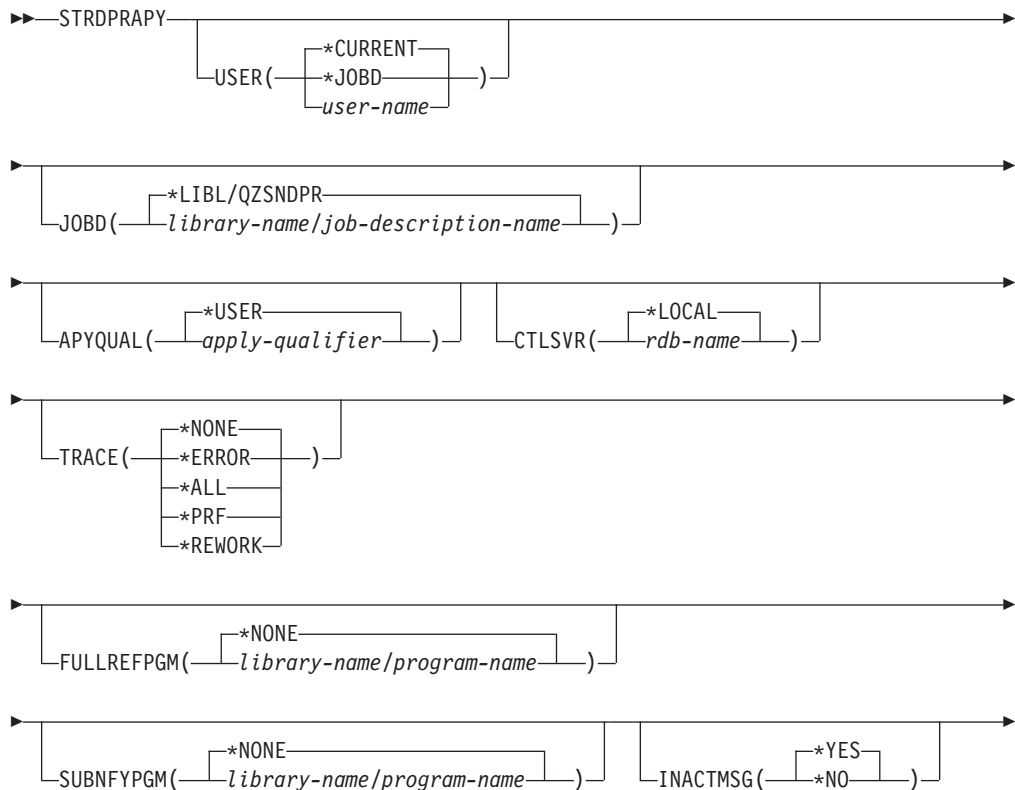 STRDPRAPY
*CURRENT
USER( *JOBD )
user-name
*LIBL/QZSNDPR
JOBD( library-name/job-description-name )
*USER *LOCAL
APYQUAL( apply-qualifier ) CTLSVR( rdb-name )
*NONE
TRACE( *ERROR )
*ALL
*PRF
*REWORK
*NONE
FULLREFPGM( library-name/program-name )
*NONE *YES
SUBNFYPGM( library-name/program-name ) INACTMSG( *NO )